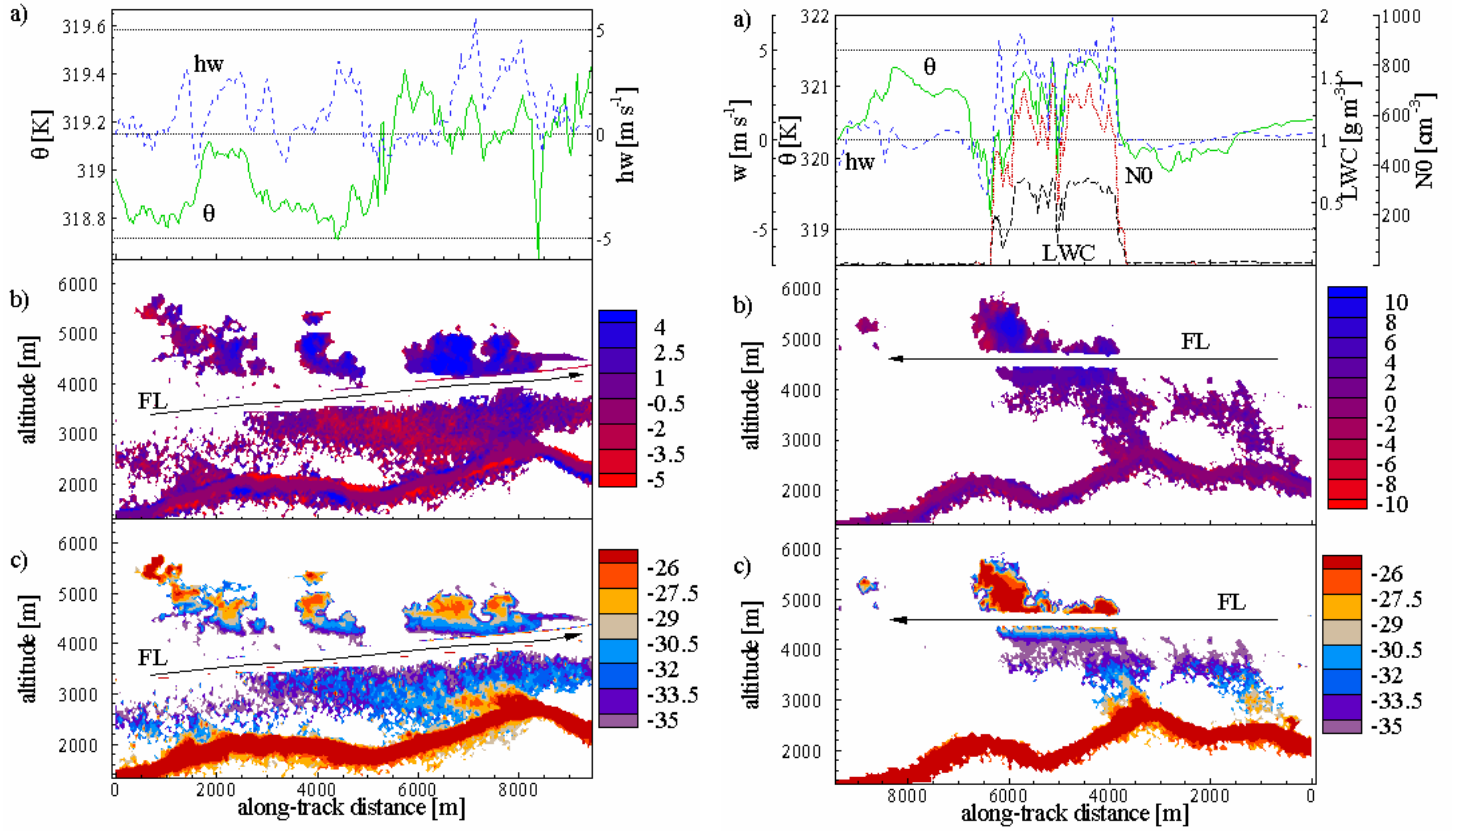 a)
319.6
319.4
319.2
319
318.8
θ [K]
hw
θ
5
0
-5
hw [m s-1]
b)
6000
5000
4000
3000
2000
altitude [m]
FL
4
2.5
1
-0.5
-2
-3.5
-5
c)
6000
5000
4000
3000
2000
altitude [m]
FL
-26
-27.5
-29
-30.5
-32
-33.5
-35
0 2000 4000 6000 8000
along-track distance [m]
a)
5
0
-5
w [m s-1]
322
321
320
319
θ [K]
θ
hw
N0
LWC
2
1.5
1
0.5
LWC [g m-3]
1000
800
600
400
200
N0 [cm-3]
b)
6000
5000
4000
3000
2000
altitude [m]
FL
10
8
6
4
2
0
-2
-4
-6
-8
-10
c)
6000
5000
4000
3000
2000
altitude [m]
FL
-26
-27.5
-29
-30.5
-32
-33.5
-35
8000 6000 4000 2000 0
along-track distance [m]